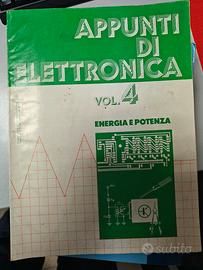 APPUNTI
DI
ELETTRONICA
VOL. 4
ENERGIA E POTENZA
subito